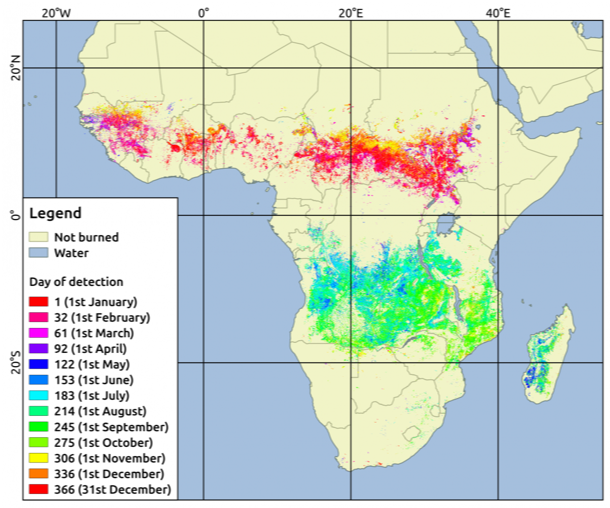 20°W 0° 20°E 40°E
20°N
0°
20°S
Legend
Not burned
Water
Day of detection
1 (1st January)
32 (1st February)
61 (1st March)
92 (1st April)
122 (1st May)
153 (1st June)
183 (1st July)
214 (1st August)
245 (1st September)
275 (1st October)
306 (1st November)
336 (1st December)
366 (31st December)